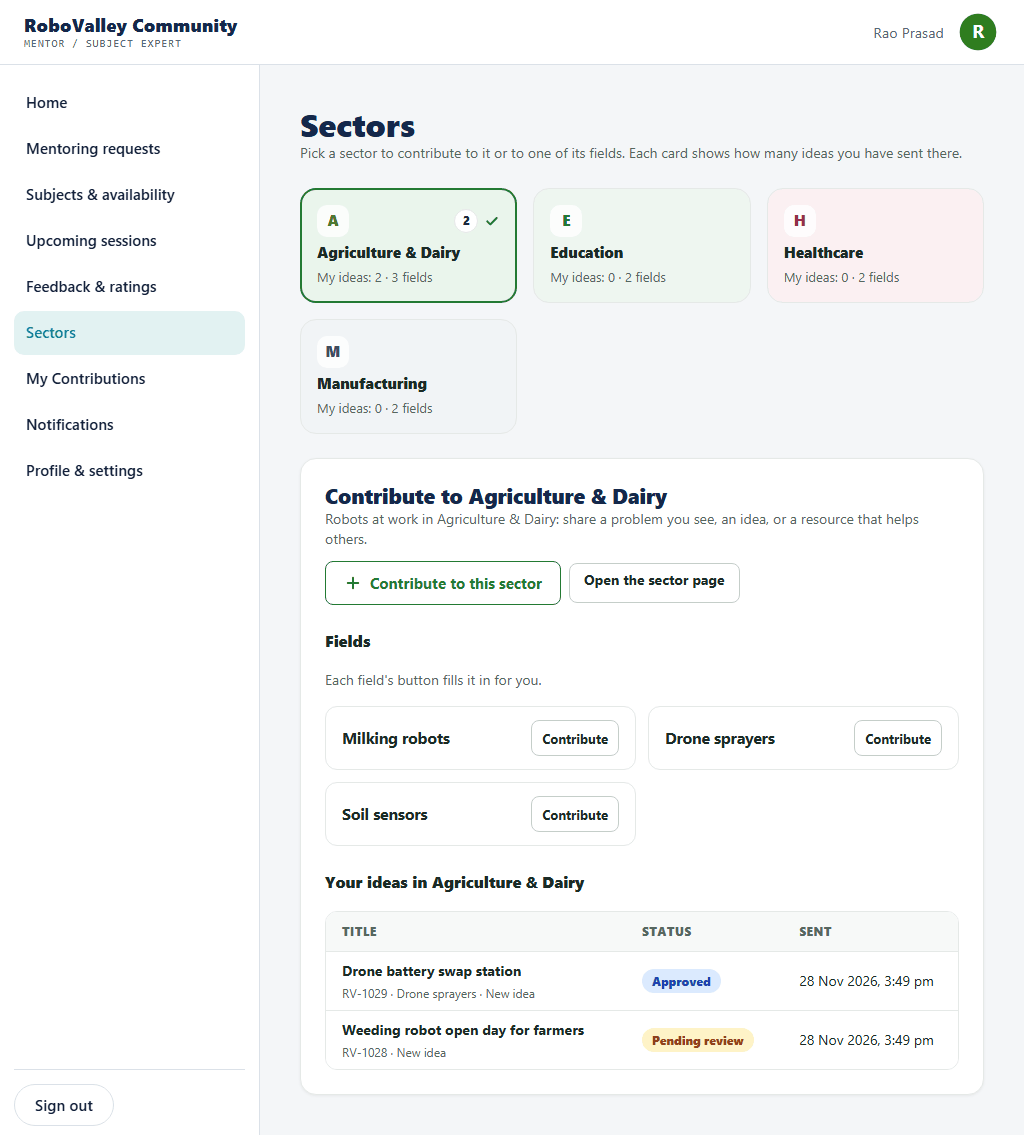 RoboValley Community
MENTOR / SUBJECT EXPERT
Rao Prasad
R
Home
Mentoring requests
Subjects & availability
Upcoming sessions
Feedback & ratings
Sectors
My Contributions
Notifications
Profile & settings
Sign out
Sectors
Pick a sector to contribute to it or to one of its fields. Each card shows how many ideas you have sent there.
A
2
Agriculture & Dairy
My ideas: 2 · 3 fields
E
Education
My ideas: 0 · 2 fields
H
Healthcare
My ideas: 0 · 2 fields
M
Manufacturing
My ideas: 0 · 2 fields
Contribute to Agriculture & Dairy
Robots at work in Agriculture & Dairy: share a problem you see, an idea, or a resource that helps
others.
+ Contribute to this sector
Open the sector page
Fields
Each field's button fills it in for you.
Milking robots
Contribute
Drone sprayers
Contribute
Soil sensors
Contribute
Your ideas in Agriculture & Dairy
TITLE STATUS SENT
Drone battery swap station
RV-1029 · Drone sprayers · New idea
Approved
28 Nov 2026, 3:49 pm
Weeding robot open day for farmers
RV-1028 · New idea
Pending review
28 Nov 2026, 3:49 pm